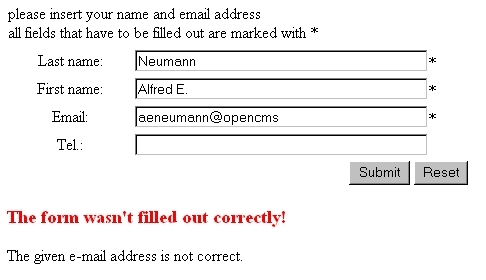 please insert your name and email address
all fields that have to be filled out are marked with *
Last name: Neumann *
First name: Alfred E. *
Email: aeneumann@opencms *
Tel.:
Submit Reset
The form wasn't filled out correctly!
The given e-mail address is not correct.